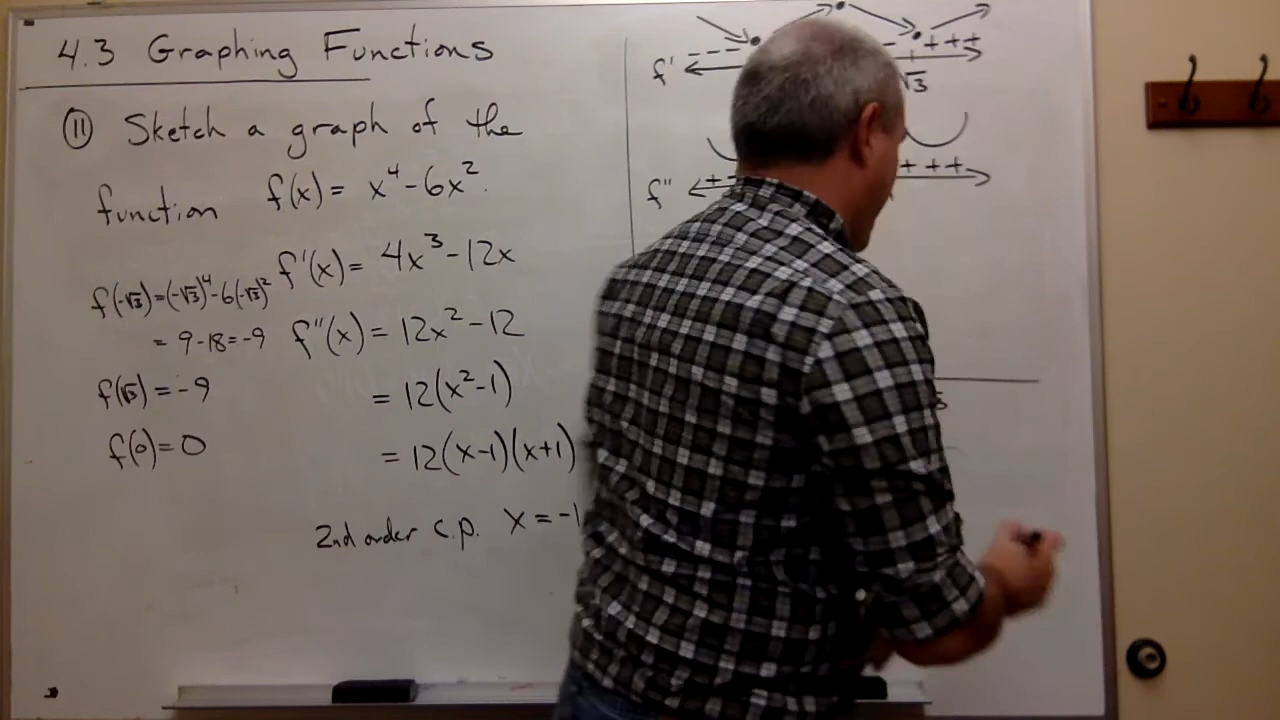 4.3 Graphing Functions
⑪ Sketch a graph of the
function f(x) = x⁴ - 6x².
f'(x) = 4x³ - 12x
f(-√3) = (-√3)⁴ - 6(-√3)²
= 9 - 18 = -9
f''(x) = 12x² - 12
f(√3) = -9
= 12(x² - 1)
f(0) = 0
= 12(x-1)(x+1)
2nd order c.p. x = -1
f' - - - - + + +
√3
f'' + - + + +